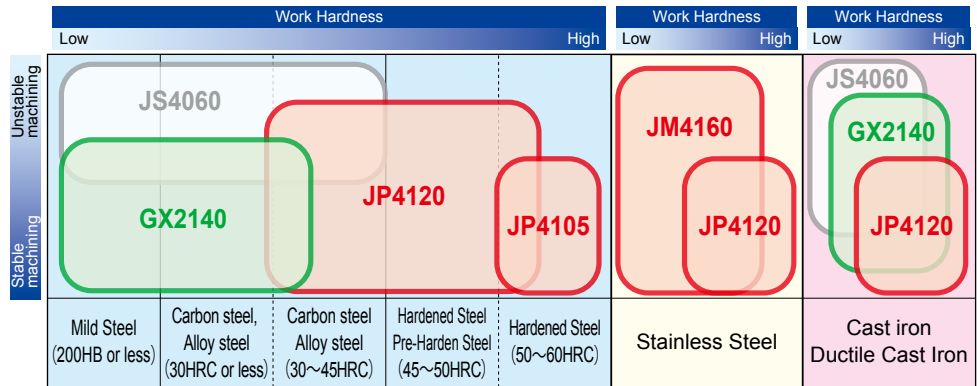 Work Hardness
Low High
Work Hardness
Low High
Work Hardness
Low High
Unstable
machining
Stable
machining
JS4060
GX2140
JP4120
JP4105
JM4160
JP4120
JS4060
GX2140
JP4120
Mild Steel
(200HB or less)
Carbon steel,
Alloy steel
(30HRC or less)
Carbon steel
Alloy steel
(30～45HRC)
Hardened Steel
Pre-Harden Steel
(45～50HRC)
Hardened Steel
(50～60HRC)
Stainless Steel
Cast iron
Ductile Cast Iron